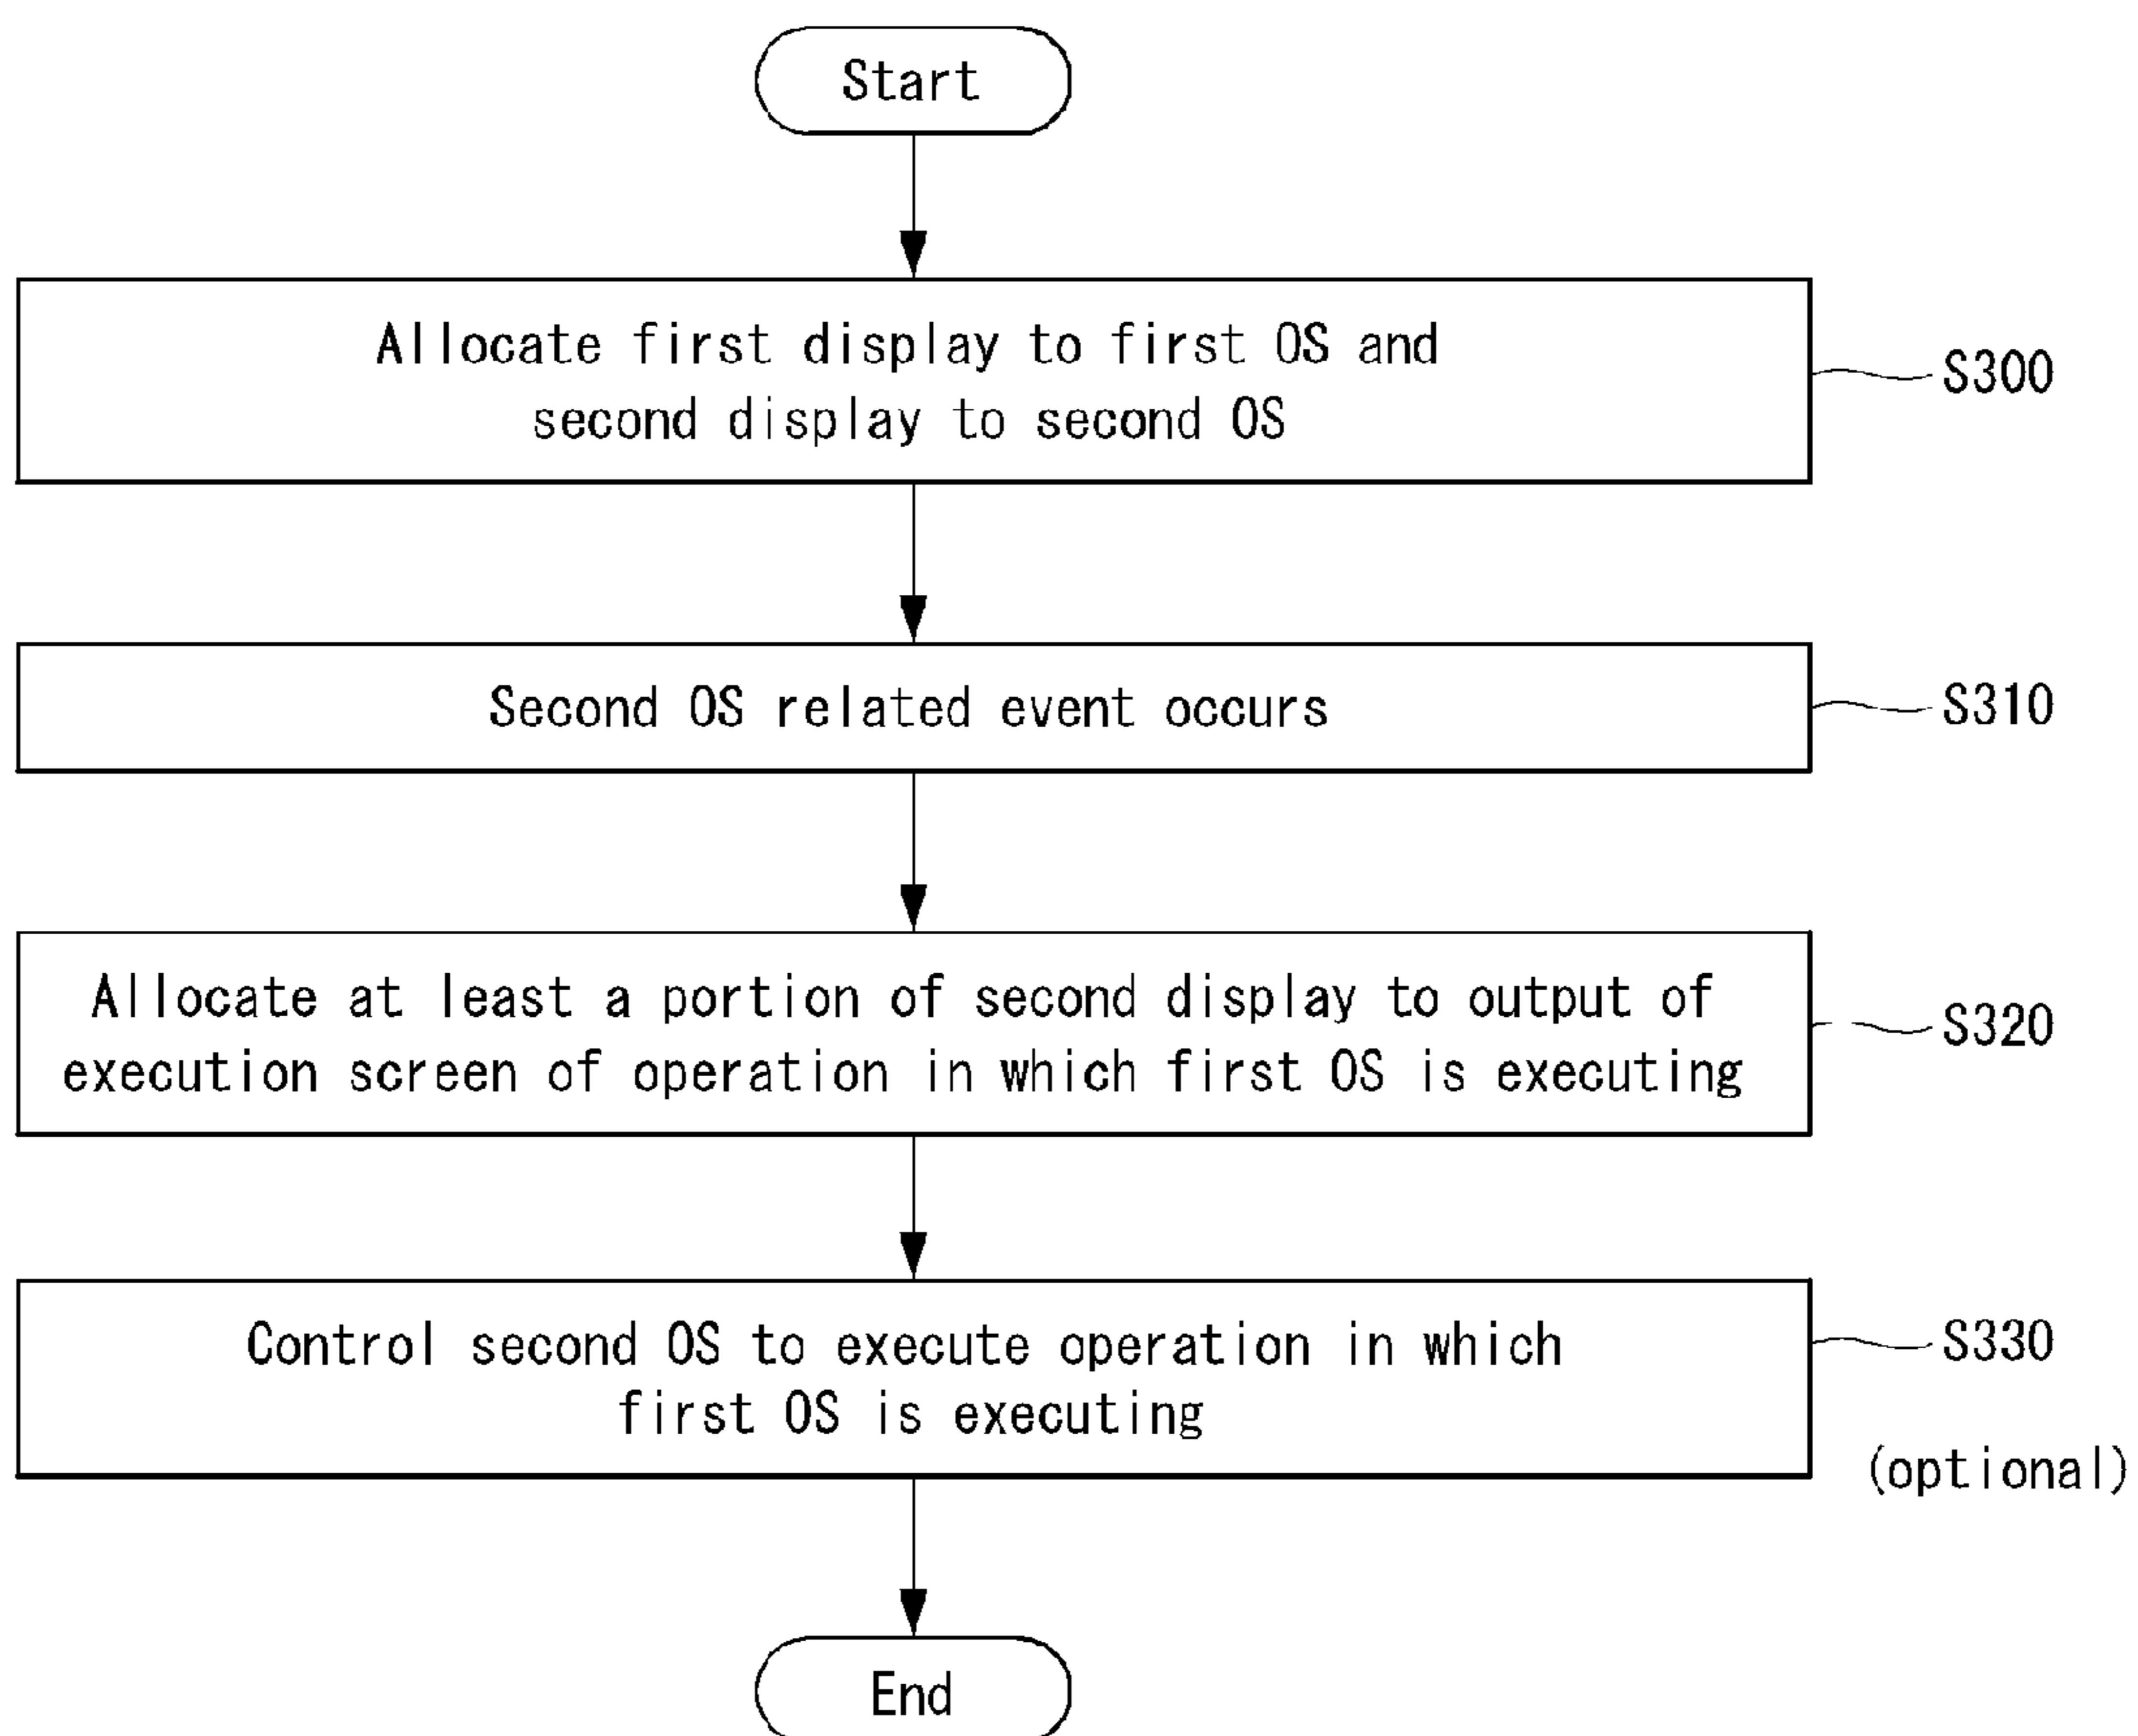 Start
Allocate first display to first OS and
second display to second OS
S300
Second OS related event occurs
S310
Allocate at least a portion of second display to output of
execution screen of operation in which first OS is executing
S320
Control second OS to execute operation in which
first OS is executing
S330
(optional)
End